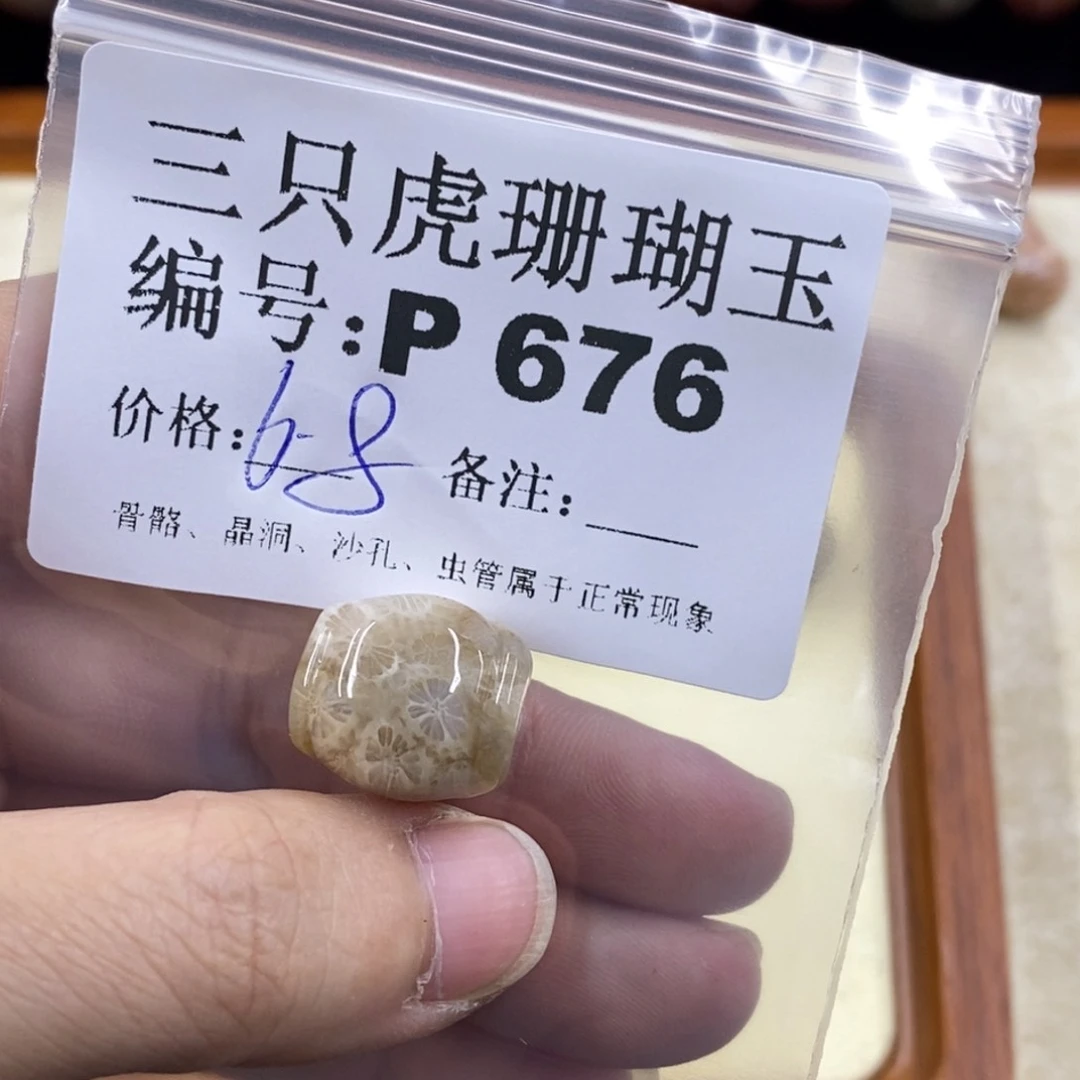 三只虎珊瑚玉
编号:P 676
价格:68 备注:____
骨骼、晶洞、沙孔、虫管属于正常现象